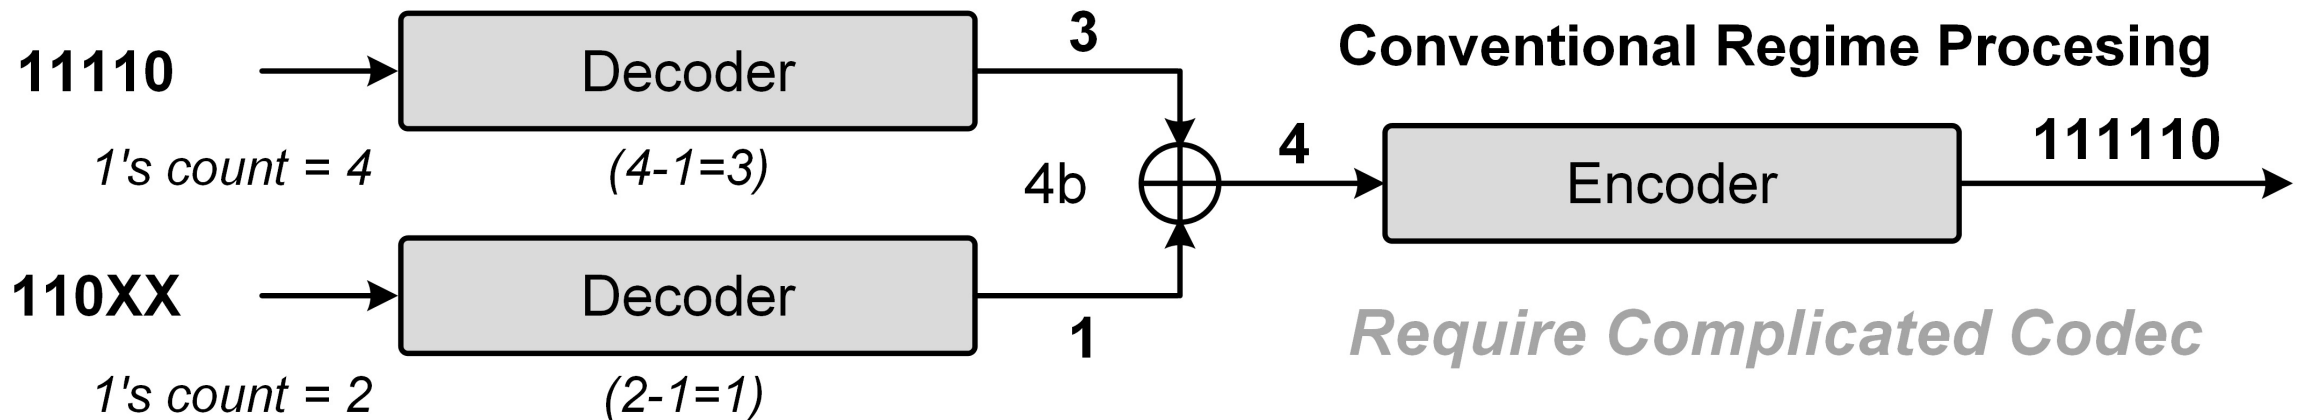 11110
Decoder
3
Conventional Regime Procesing
1's count = 4
(4-1=3)
4b
4
Encoder
111110
110XX
Decoder
1
Require Complicated Codec
1's count = 2
(2-1=1)